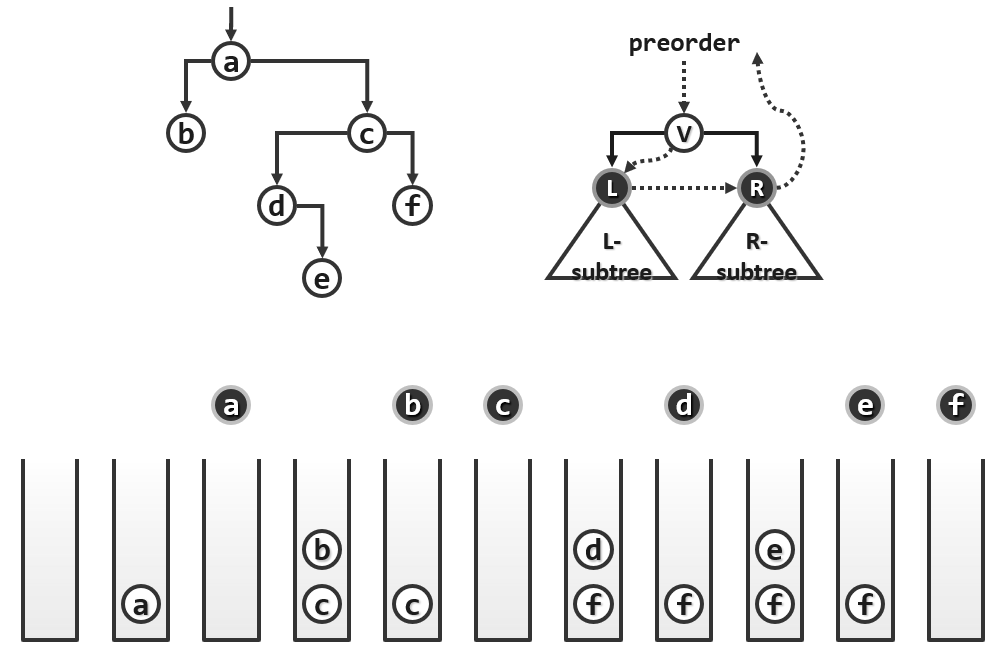 a
b
c
d
f
e
preorder
V
L
R
L-
subtree
R-
subtree
a b c d e f
b d e
a c c f f f f